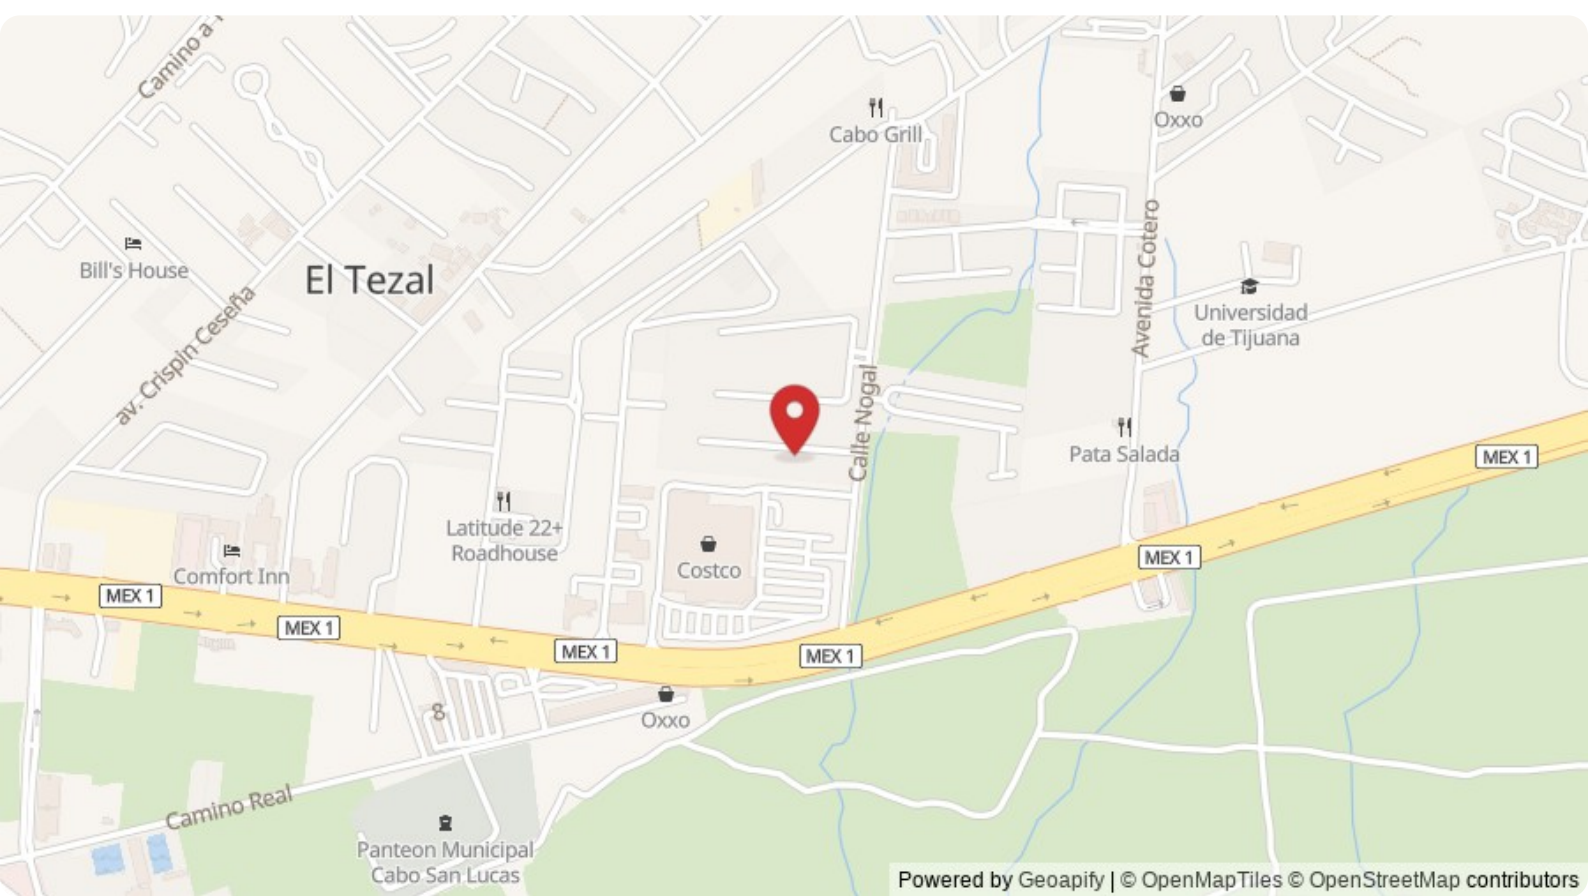 Camino a
Cabo Grill
Oxxo
Bill's House
El Tezal
av. Crispin Ceseña
Avenida Cotero
Universidad
de Tijuana
Calle Nogal
Pata Salada
MEX 1
Latitude 22+
Roadhouse
Costco
Comfort Inn
MEX 1
MEX 1
MEX 1
MEX 1
MEX 1
8
Oxxo
Camino Real
Panteon Municipal
Cabo San Lucas
Powered by Geoapify | © OpenMapTiles © OpenStreetMap contributors